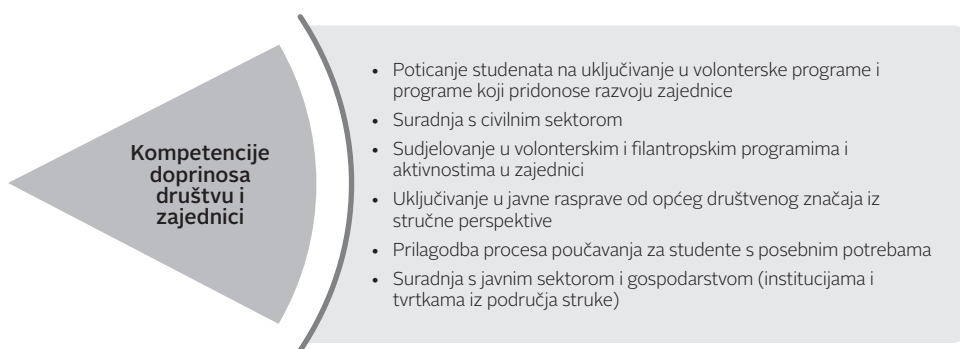 Kompetencije
doprinosa
društvu i
zajednici
• Poticanje studenata na uključivanje u volonterske programe i
programe koji pridonose razvoju zajednice
• Suradnja s civilnim sektorom
• Sudjelovanje u volonterskim i filantropskim programima i
aktivnostima u zajednici
• Uključivanje u javne rasprave od općeg društvenog značaja iz
stručne perspektive
• Prilagodba procesa poučavanja za studente s posebnim potrebama
• Suradnja s javnim sektorom i gospodarstvom (institucijama i
tvrtkama iz područja struke)